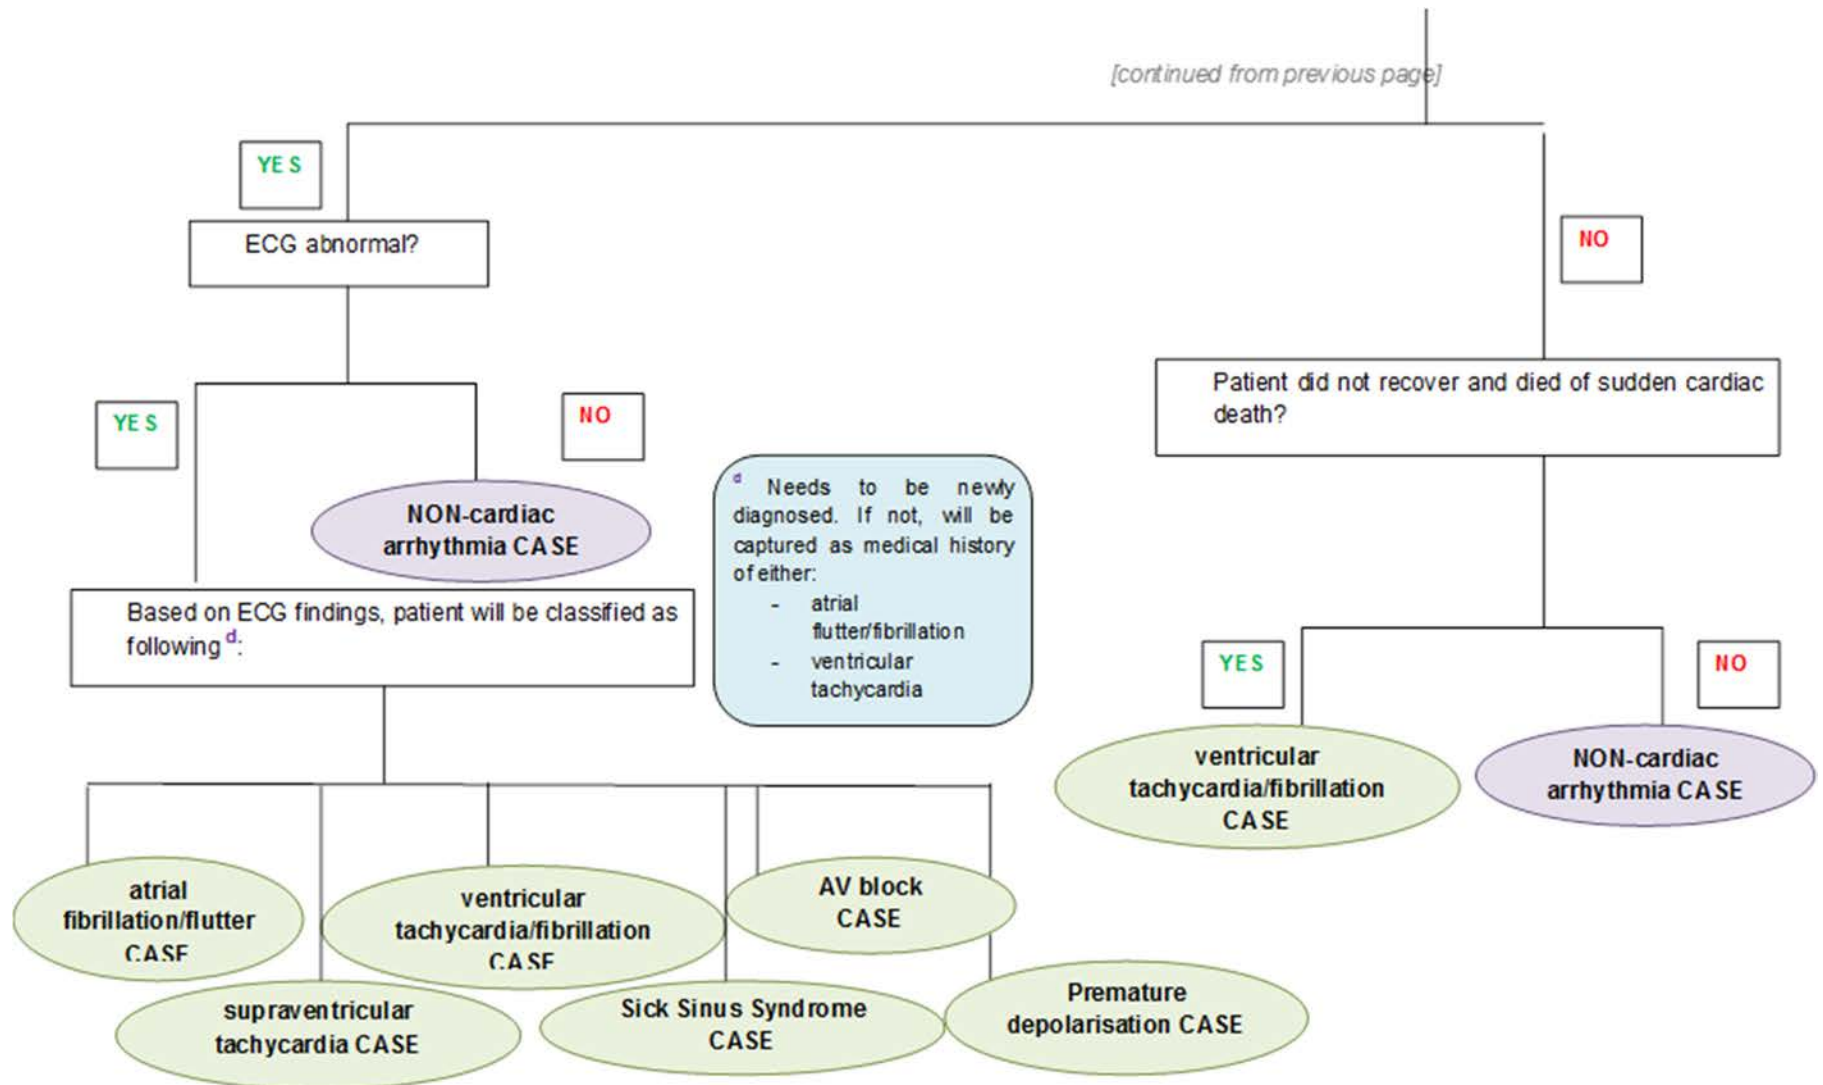 [continued from previous page]
YES
ECG abnormal?
NO
YES
NO
Patient did not recover and died of sudden cardiac
death?
NON-cardiac
arrhythmia CASE
d Needs to be newly
diagnosed. If not, will be
captured as medical history
of either:
- atrial
flutter/fibrillation
- ventricular
tachycardia
Based on ECG findings, patient will be classified as
following d:
YES
NO
ventricular
tachycardia/fibrillation
CASE
NON-cardiac
arrhythmia CASE
atrial
fibrillation/flutter
CASE
ventricular
tachycardia/fibrillation
CASE
AV block
CASE
supraventricular
tachycardia CASE
Sick Sinus Syndrome
CASE
Premature
depolarisation CASE